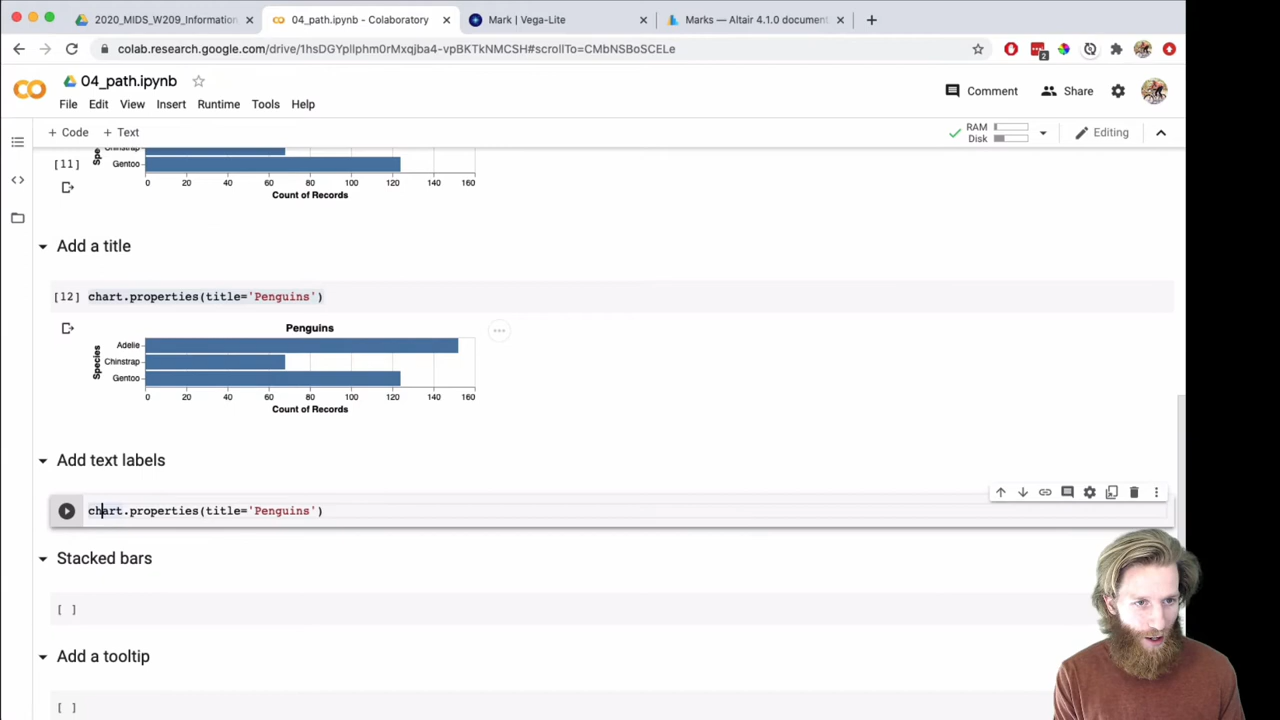 2020_MIDS_W209_Information
04_path.ipynb - Colaboratory
Mark | Vega-Lite
Marks — Altair 4.1.0 document
colab.research.google.com/drive/1hsDGYpIlphm0rMxqjba4-vpBKTkNMCSH#scrollTo=CMbNSBoSCELe
2
04_path.ipynb
Comment
Share
File Edit View Insert Runtime Tools Help
+ Code + Text
RAM
Disk
Editing
[11]
Gentoo
0 20 40 60 80 100 120 140 160
Count of Records
Add a title
[12] chart.properties(title='Penguins')
Penguins
Species
Adelie
Chinstrap
Gentoo
0 20 40 60 80 100 120 140 160
Count of Records
Add text labels
chart.properties(title='Penguins')
Stacked bars
[ ]
Add a tooltip
[ ]